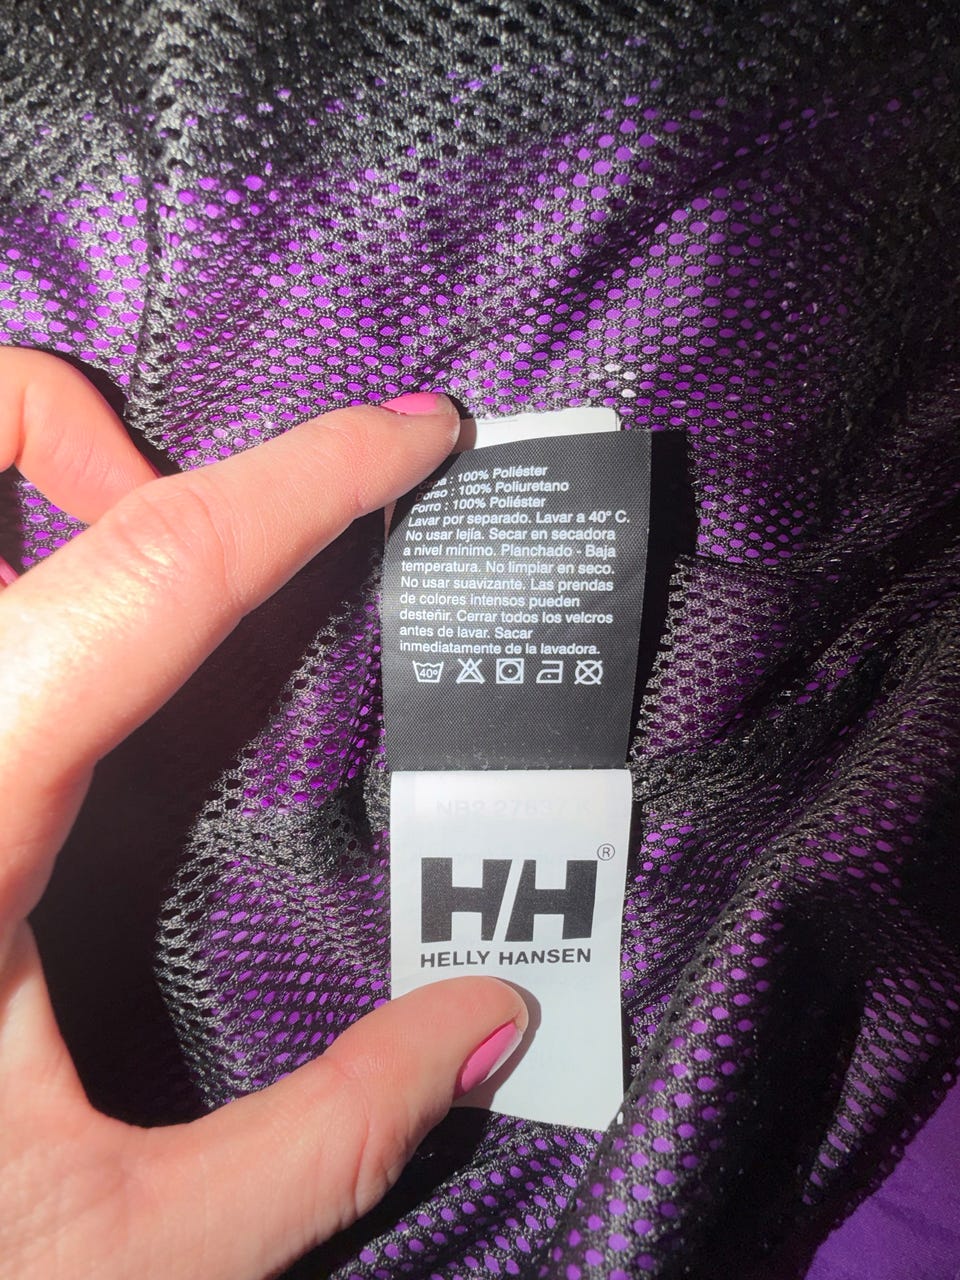 : 100% Poliéster
Dorso : 100% Poliuretano
Forro : 100% Poliéster
Lavar por separado. Lavar a 40° C.
No usar lejía. Secar en secadora
a nivel mínimo. Planchado - Baja
temperatura. No limpiar en seco.
No usar suavizante. Las prendas
de colores intensos pueden
desteñir. Cerrar todos los velcros
antes de lavar. Sacar
inmediatamente de la lavadora.
40°
HH®
HELLY HANSEN